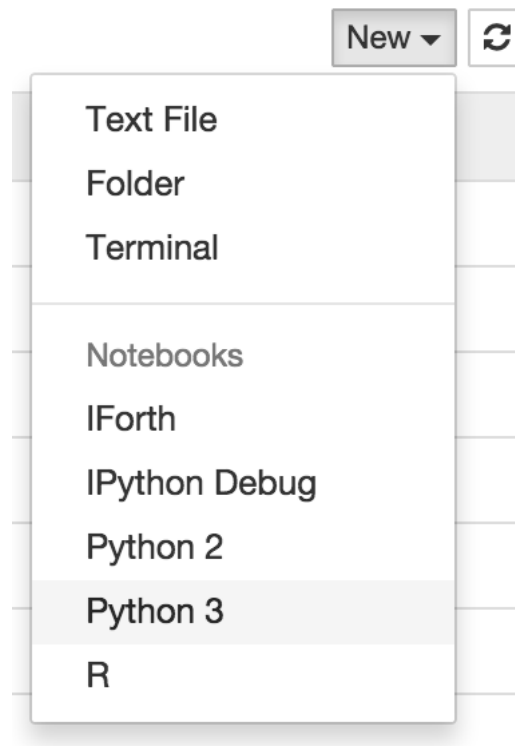 New
Text File
Folder
Terminal
Notebooks
IForth
IPython Debug
Python 2
Python 3
R